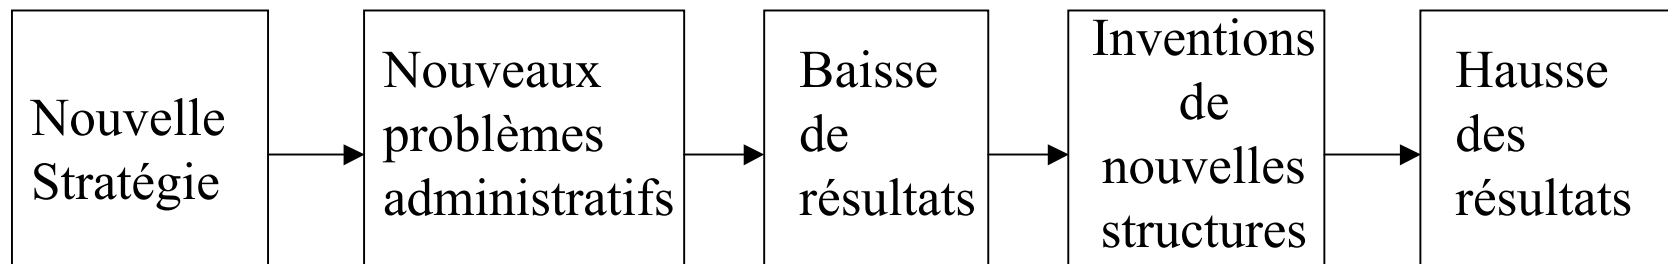 Nouvelle
Stratégie
Nouveaux
problèmes
administratifs
Baisse
de
résultats
Inventions
de
nouvelles
structures
Hausse
des
résultats